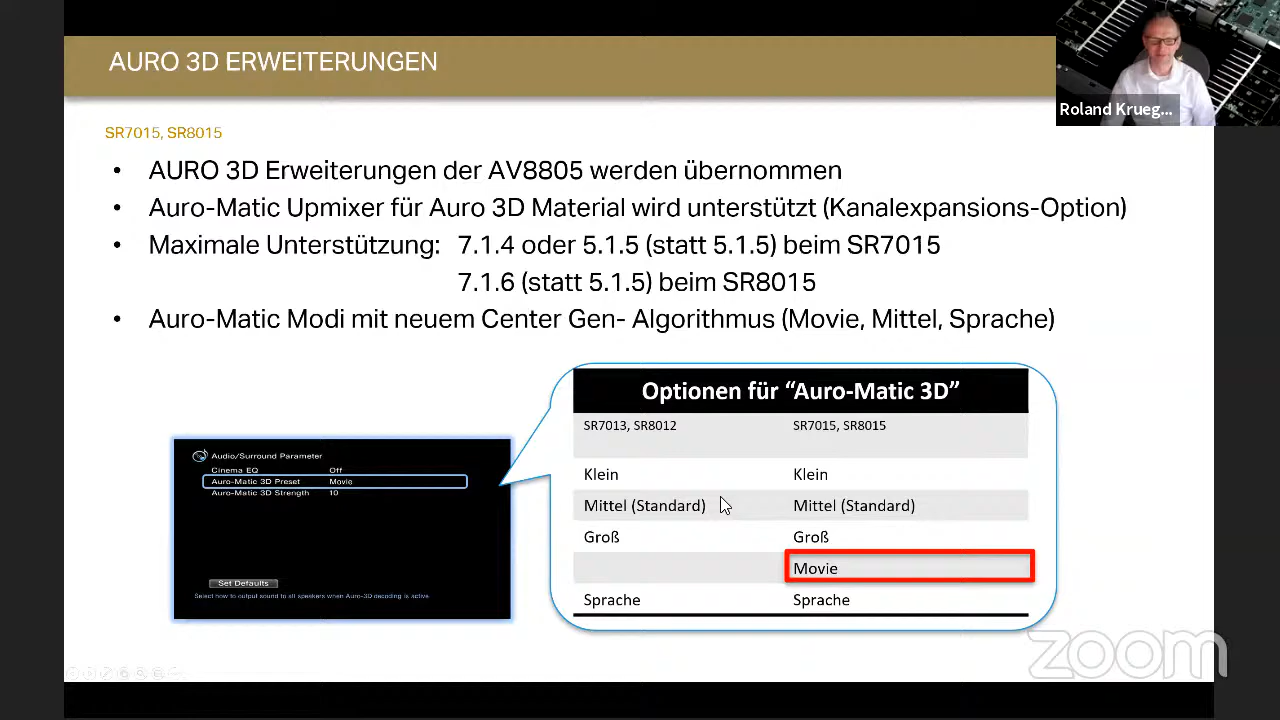 AURO 3D ERWEITERUNGEN
Roland Krueg...
SR7015, SR8015
• AURO 3D Erweiterungen der AV8805 werden übernommen
• Auro-Matic Upmixer für Auro 3D Material wird unterstützt (Kanalexpansions-Option)
• Maximale Unterstützung: 7.1.4 oder 5.1.5 (statt 5.1.5) beim SR7015
7.1.6 (statt 5.1.5) beim SR8015
• Auro-Matic Modi mit neuem Center Gen- Algorithmus (Movie, Mittel, Sprache)
Audio/Surround Parameter
Cinema EQ Off
Auro-Matic 3D Preset Movie
Auro-Matic 3D Strength 10
Set Defaults
Select how to output sound to all speakers when Auro-3D decoding is active.
Optionen für “Auro-Matic 3D”
SR7013, SR8012 SR7015, SR8015
Klein Klein
Mittel (Standard) Mittel (Standard)
Groß Groß
Movie
Sprache Sprache
zoom